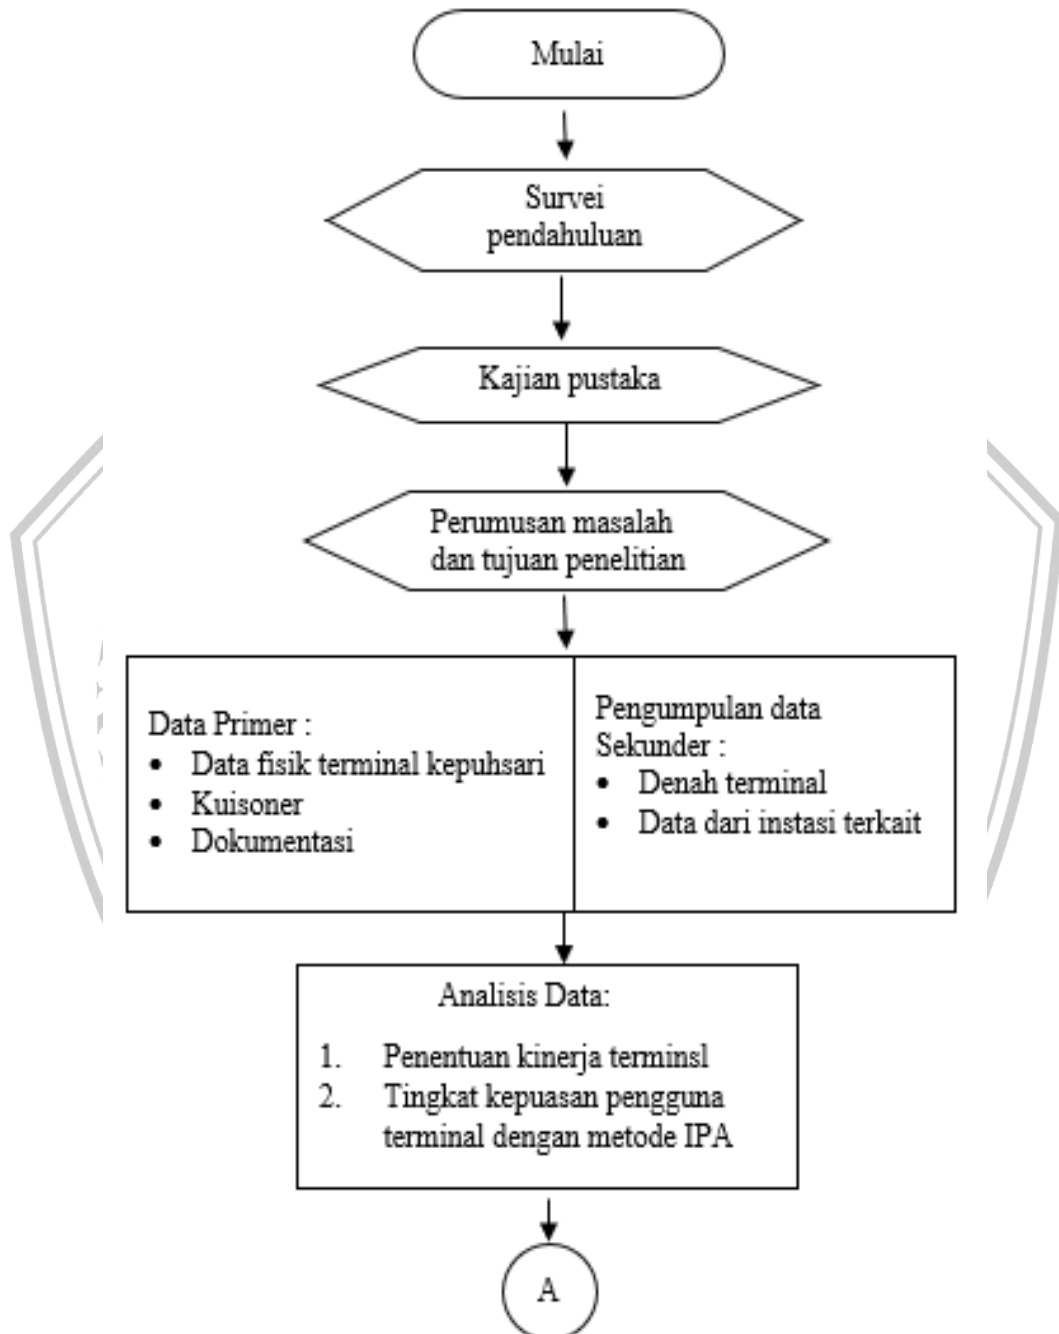 Mulai
Survei
pendahuluan
Kajian pustaka
Perumusan masalah
dan tujuan penelitian
Data Primer :
• Data fisik terminal kepuhsari
• Kuisoner
• Dokumentasi
Pengumpulan data
Sekunder :
• Denah terminal
• Data dari instasi terkait
Analisis Data:
1. Penentuan kinerja terminsl
2. Tingkat kepuasan pengguna
terminal dengan metode IPA
A